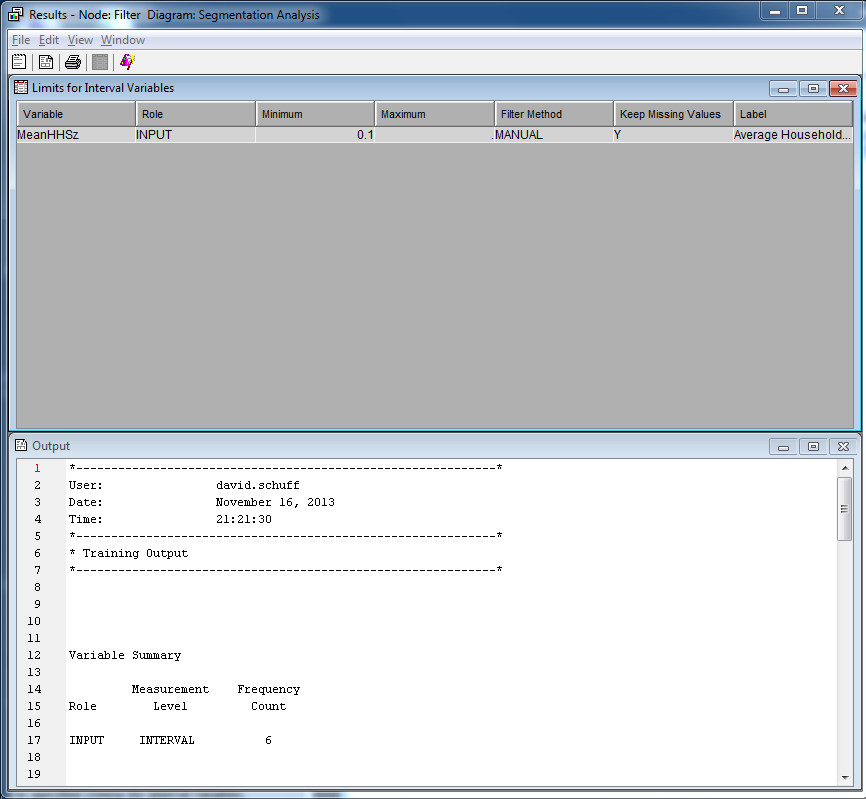 Results - Node: Filter  Diagram: Segmentation Analysis
File Edit View Window
Limits for Interval Variables
Variable Role Minimum Maximum Filter Method Keep Missing Values Label
MeanHHSz INPUT 0.1 . MANUAL Y Average Household...
Output
1 *------------------------------------------------------------*
2 User: david.schuff
3 Date: November 16, 2013
4 Time: 21:21:30
5 *------------------------------------------------------------*
6 * Training Output
7 *------------------------------------------------------------*
8
9
10
11
12 Variable Summary
13
14 Measurement Frequency
15 Role Level Count
16
17 INPUT INTERVAL 6
18
19